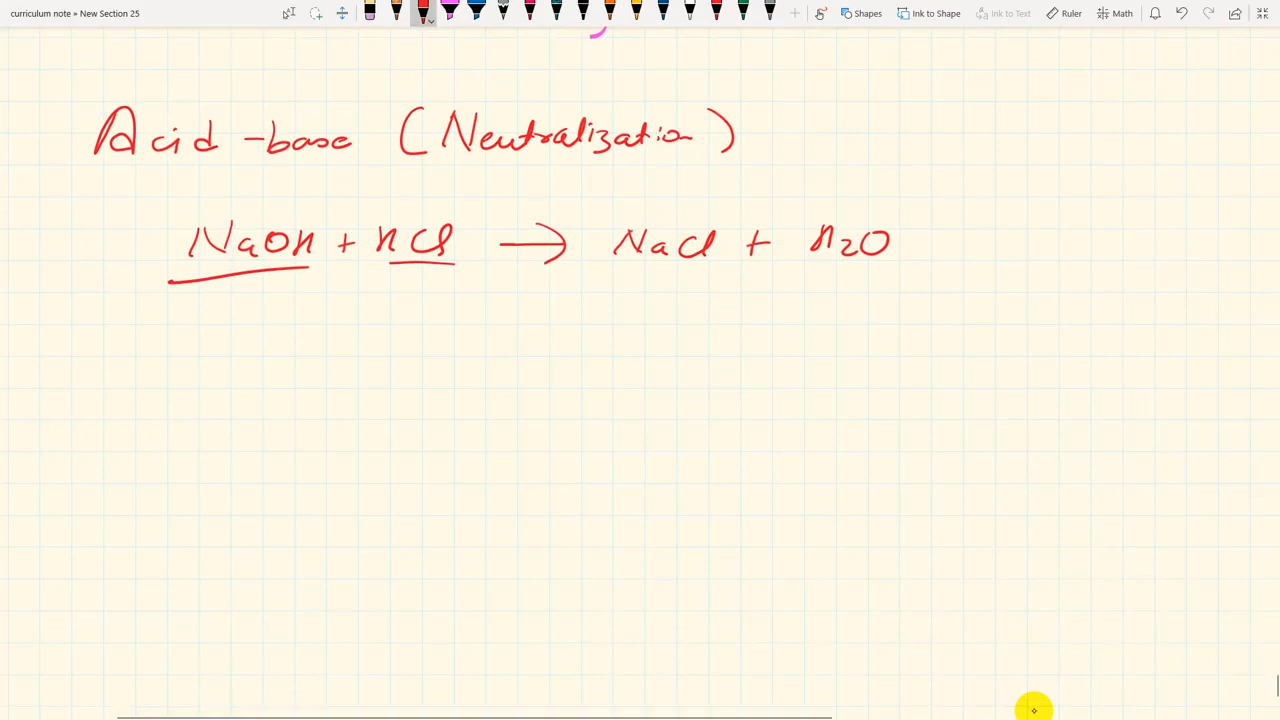 curriculum note » New Section 25
Shapes Ink to Shape Ink to Text Ruler Math
Acid-base (Neutralization)
NaOH + HCl → NaCl + H2O